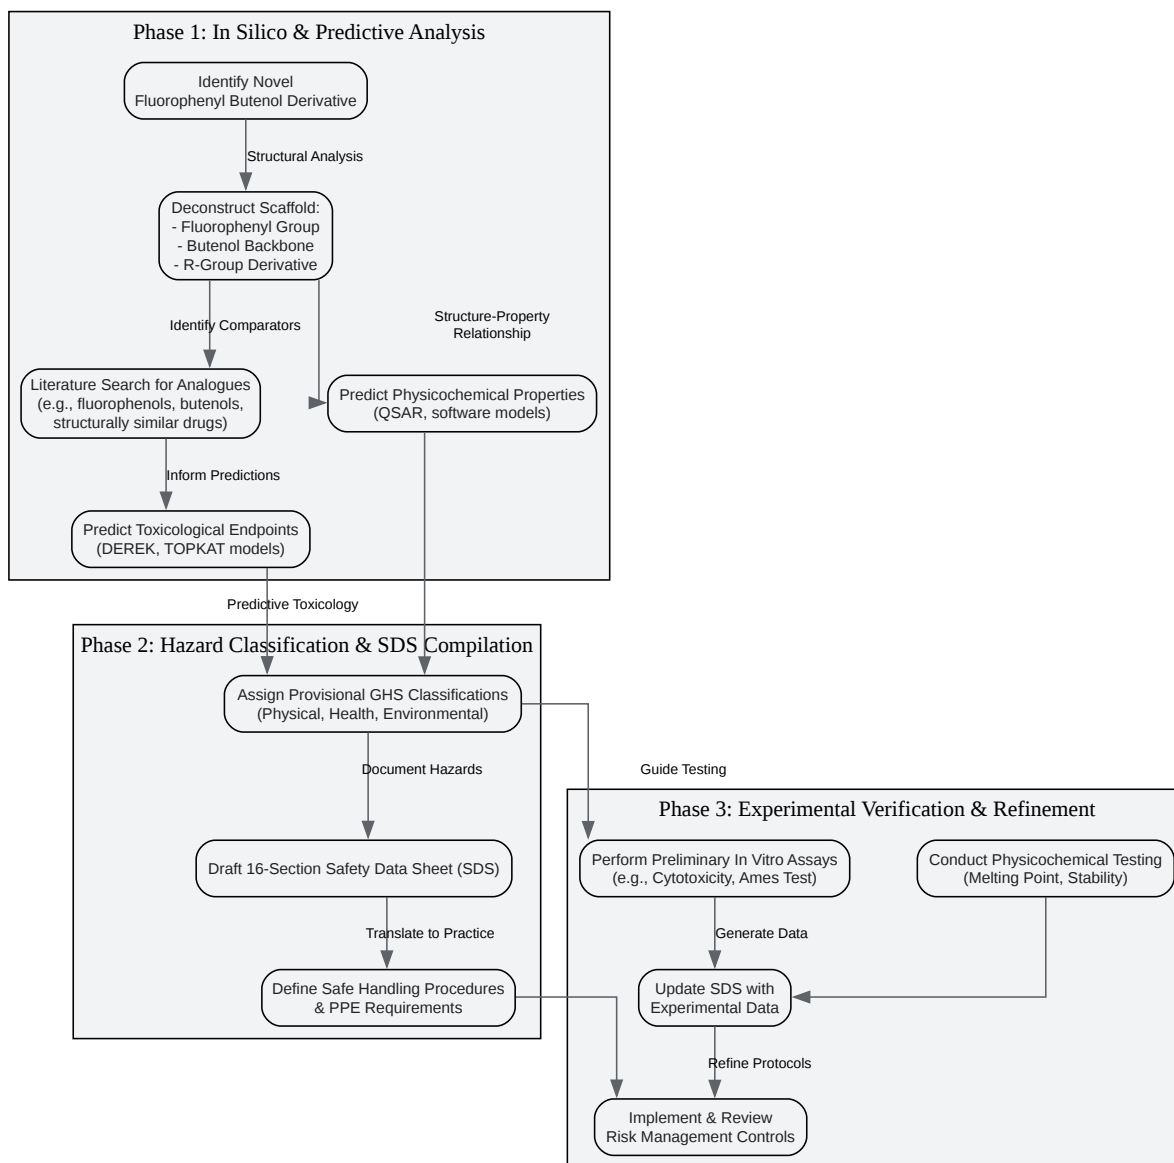 Phase 1: In Silico & Predictive Analysis
Identify Novel
Fluorophenyl Butenol Derivative
Structural Analysis
Deconstruct Scaffold:
- Fluorophenyl Group
- Butenol Backbone
- R-Group Derivative
Identify Comparators
Structure-Property
Relationship
Literature Search for Analogues
(e.g., fluorophenols, butenols,
structurally similar drugs)
Predict Physicochemical Properties
(QSAR, software models)
Inform Predictions
Predict Toxicological Endpoints
(DEREK, TOPKAT models)
Predictive Toxicology
Phase 2: Hazard Classification & SDS Compilation
Assign Provisional GHS Classifications
(Physical, Health, Environmental)
Document Hazards
Guide Testing
Draft 16-Section Safety Data Sheet (SDS)
Translate to Practice
Define Safe Handling Procedures
& PPE Requirements
Phase 3: Experimental Verification & Refinement
Perform Preliminary In Vitro Assays
(e.g., Cytotoxicity, Ames Test)
Conduct Physicochemical Testing
(Melting Point, Stability)
Generate Data
Update SDS with
Experimental Data
Refine Protocols
Implement & Review
Risk Management Controls